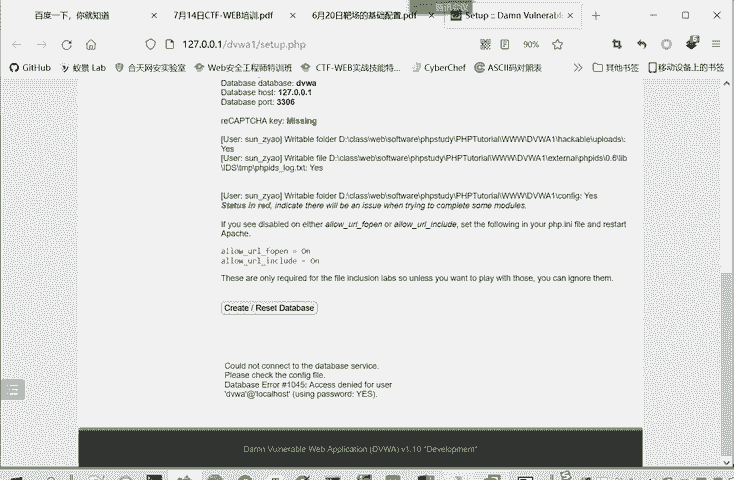 腾讯会议
百度一下，你就知道
7月14日CTF-WEB培训.pdf
6月20日靶场的基础配置.pdf
Setup :: Damn Vulnerabl
127.0.0.1/dvwa1/setup.php
90%
GitHub
蚁景 Lab
合天网安实验室
Web安全工程师特训班
CTF-WEB实战技能特...
CyberChef
ASCII码对照表
其他书签
移动设备上的书签
Database database: dvwa
Database host: 127.0.0.1
Database port: 3306
reCAPTCHA key: Missing
[User: sun_zyao] Writable folder D:\class\web\software\phpstudy\PHPTutorial\WWW\DVWA1\hackable\uploads\:
Yes
[User: sun_zyao] Writable file D:\class\web\software\phpstudy\PHPTutorial\WWW\DVWA1\external\phpids\0.6\lib
\IDS\tmp\phpids_log.txt: Yes
[User: sun_zyao] Writable folder D:\class\web\software\phpstudy\PHPTutorial\WWW\DVWA1\config: Yes
Status in red, indicate there will be an issue when trying to complete some modules.
If you see disabled on either allow_url_fopen or allow_url_include, set the following in your php.ini file and restart
Apache.
allow_url_fopen = On
allow_url_include = On
These are only required for the file inclusion labs so unless you want to play with those, you can ignore them.
Create / Reset Database
Could not connect to the database service.
Please check the config file.
Database Error #1045: Access denied for user
'dvwa'@'localhost' (using password: YES).
Damn Vulnerable Web Application (DVWA) v1.10 *Development*